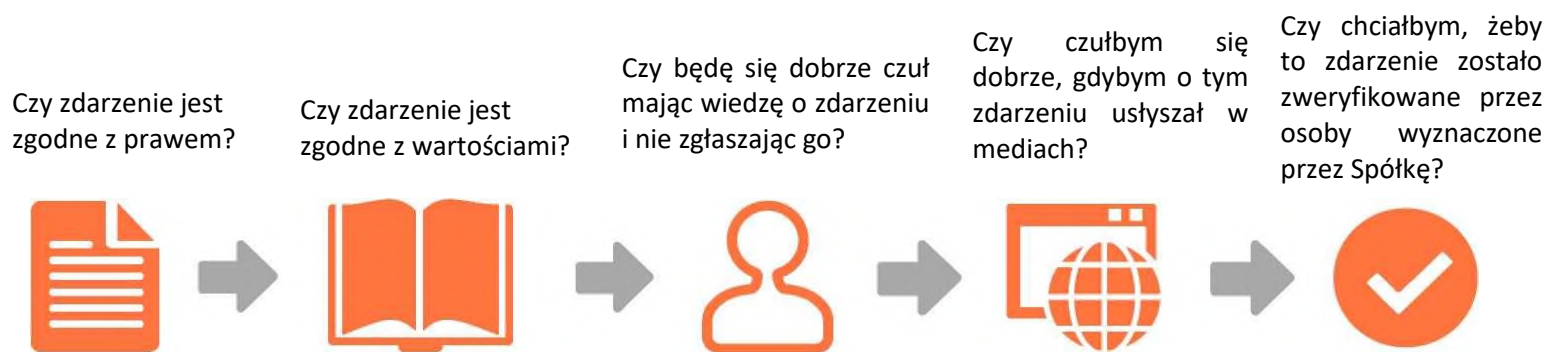 Czy zdarzenie jest
zgodne z prawem?
Czy zdarzenie jest
zgodne z wartościami?
Czy będę się dobrze czuł
mając wiedzę o zdarzeniu
i nie zgłaszając go?
Czy czułbym się
dobrze, gdybym o tym
zdarzeniu usłyszał w
mediach?
Czy chciałbym, żeby
to zdarzenie zostało
zweryfikowane przez
osoby wyznaczone
przez Spółkę?